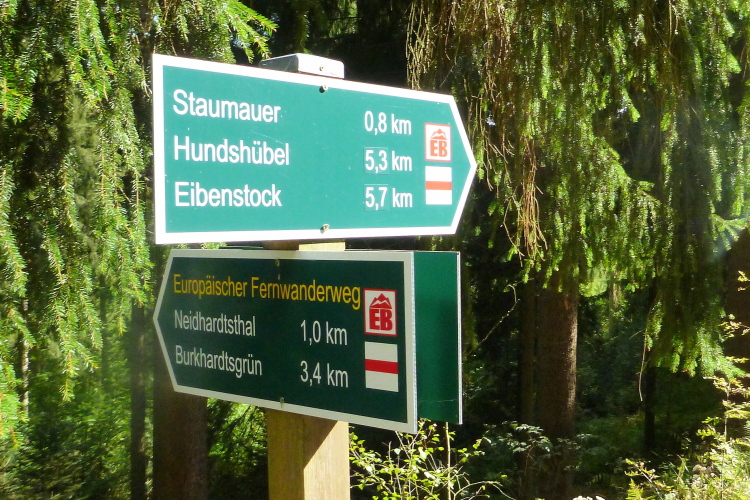 Staumauer 0,8 km
Hundshübel 5,3 km
Eibenstock 5,7 km
EB
Europäischer Fernwanderweg
Neidhardtsthal 1,0 km
Burkhardtsgrün 3,4 km
EB